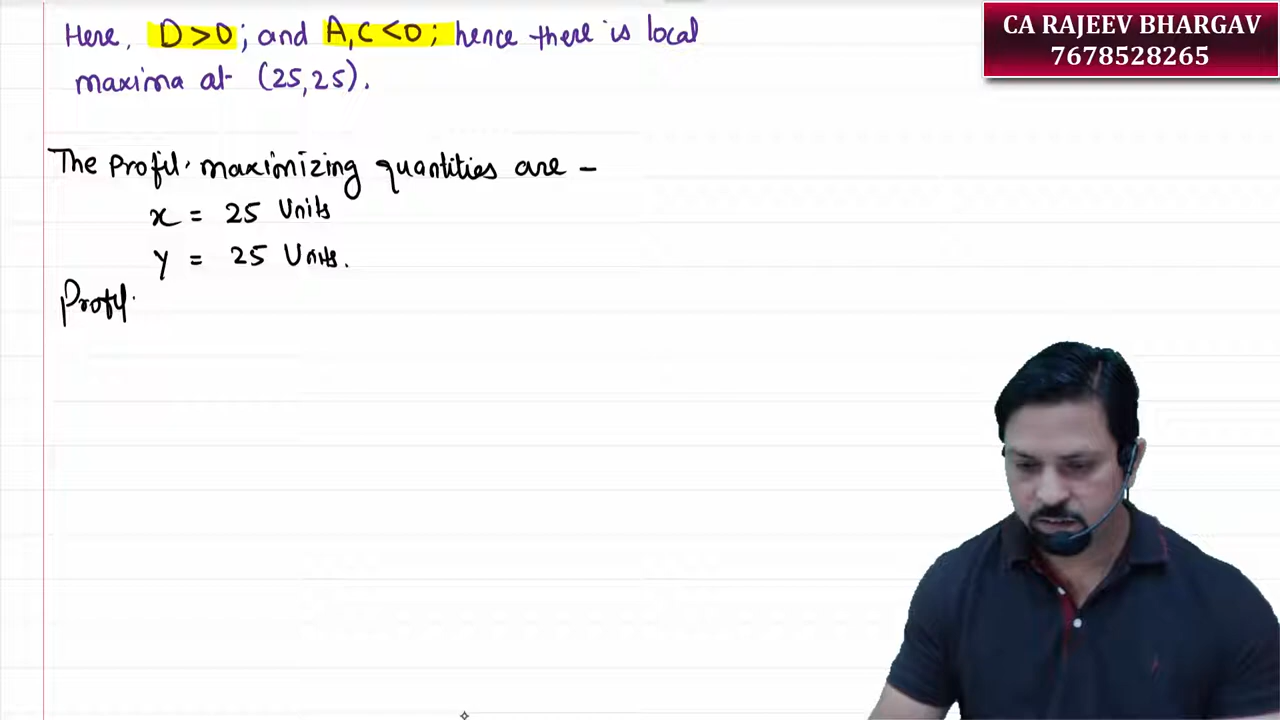 Here, D>0; and A,C<0; hence there is local
maxima at (25,25).
The Profit maximizing quantities are –
x = 25 Units
y = 25 Units.
Profit
CA RAJEEV BHARGAV
7678528265